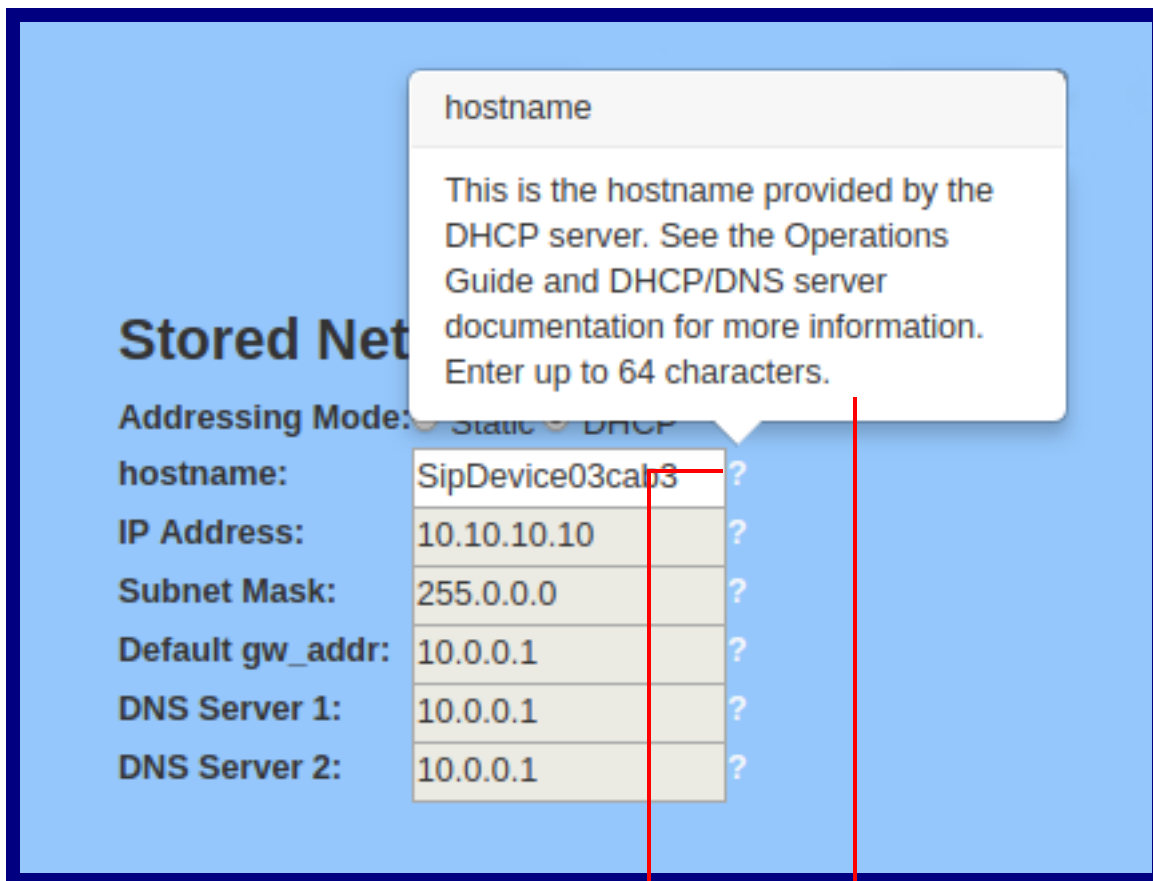 hostname
This is the hostname provided by the
DHCP server. See the Operations
Guide and DHCP/DNS server
documentation for more information.
Enter up to 64 characters.
Stored Net
Addressing Mode: Static DHCP
hostname: SipDevice03cab3 ?
IP Address: 10.10.10.10 ?
Subnet Mask: 255.0.0.0 ?
Default gw_addr: 10.0.0.1 ?
DNS Server 1: 10.0.0.1 ?
DNS Server 2: 10.0.0.1 ?